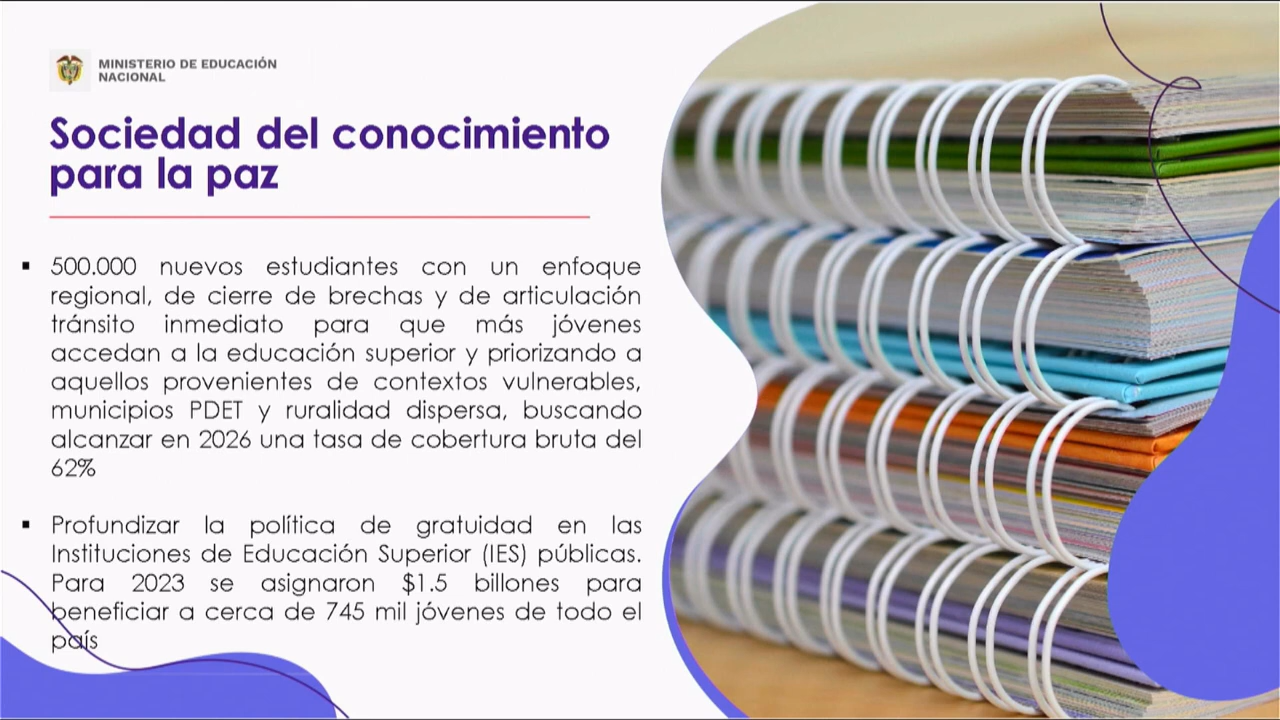 MINISTERIO DE EDUCACIÓN
NACIONAL
Sociedad del conocimiento
para la paz
▪ 500.000 nuevos estudiantes con un enfoque
regional, de cierre de brechas y de articulación
tránsito inmediato para que más jóvenes
accedan a la educación superior y priorizando a
aquellos provenientes de contextos vulnerables,
municipios PDET y ruralidad dispersa, buscando
alcanzar en 2026 una tasa de cobertura bruta del
62%
▪ Profundizar la política de gratuidad en las
Instituciones de Educación Superior (IES) públicas.
Para 2023 se asignaron $1.5 billones para
beneficiar a cerca de 745 mil jóvenes de todo el
país